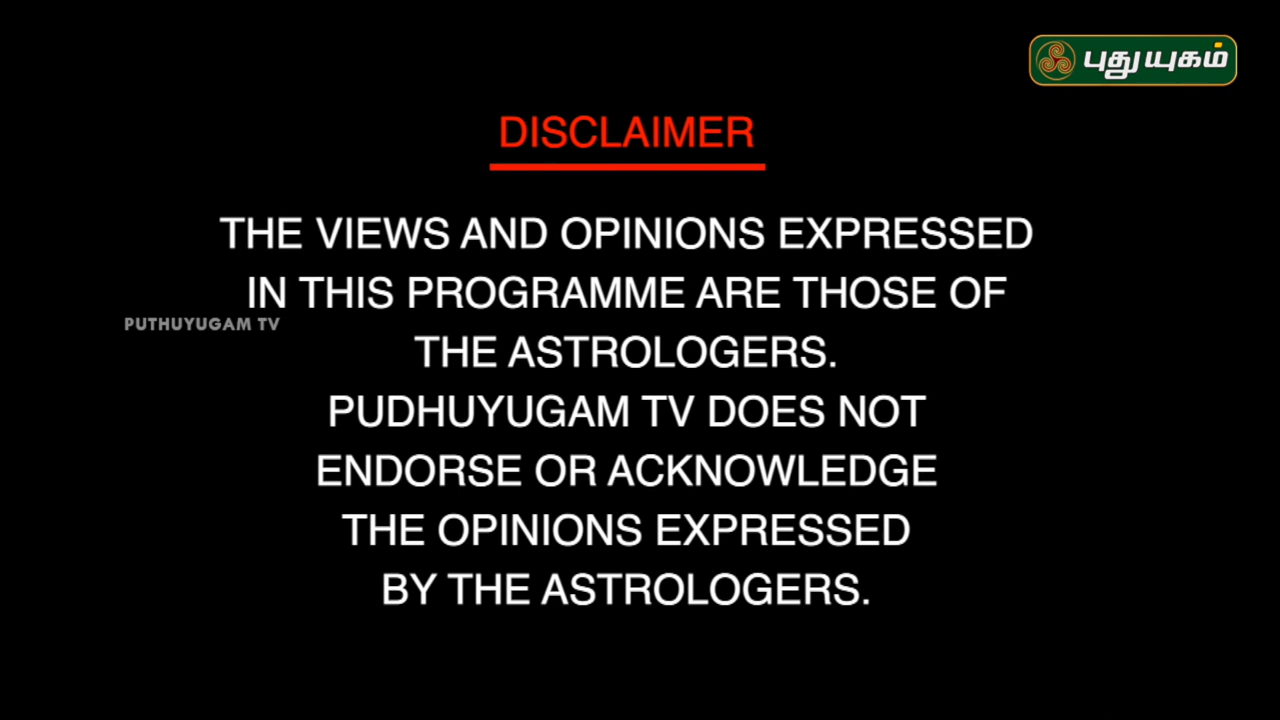 புதுயுகம்
DISCLAIMER
THE VIEWS AND OPINIONS EXPRESSED
IN THIS PROGRAMME ARE THOSE OF
PUTHUYUGAM TV
THE ASTROLOGERS.
PUDHUYUGAM TV DOES NOT
ENDORSE OR ACKNOWLEDGE
THE OPINIONS EXPRESSED
BY THE ASTROLOGERS.